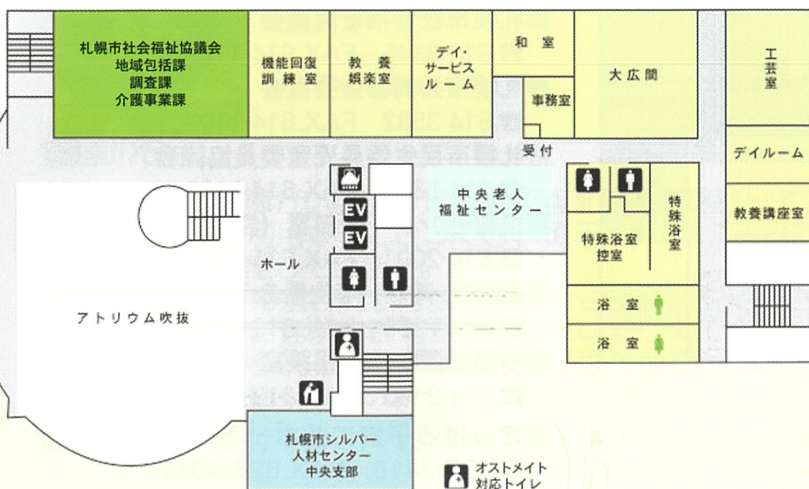 札幌市社会福祉協議会
地域包括課
調査課
介護事業課
機能回復
訓練室
教養
娯楽室
デイ・
サービス
ルーム
和室
事務室
大広間
工芸室
受付
デイルーム
教養講座室
中央老人
福祉センター
特殊浴室
控室
特殊浴室
浴室
浴室
EV
EV
ホール
アトリウム吹抜
札幌市シルバー
人材センター
中央支部
オストメイト
対応トイレ